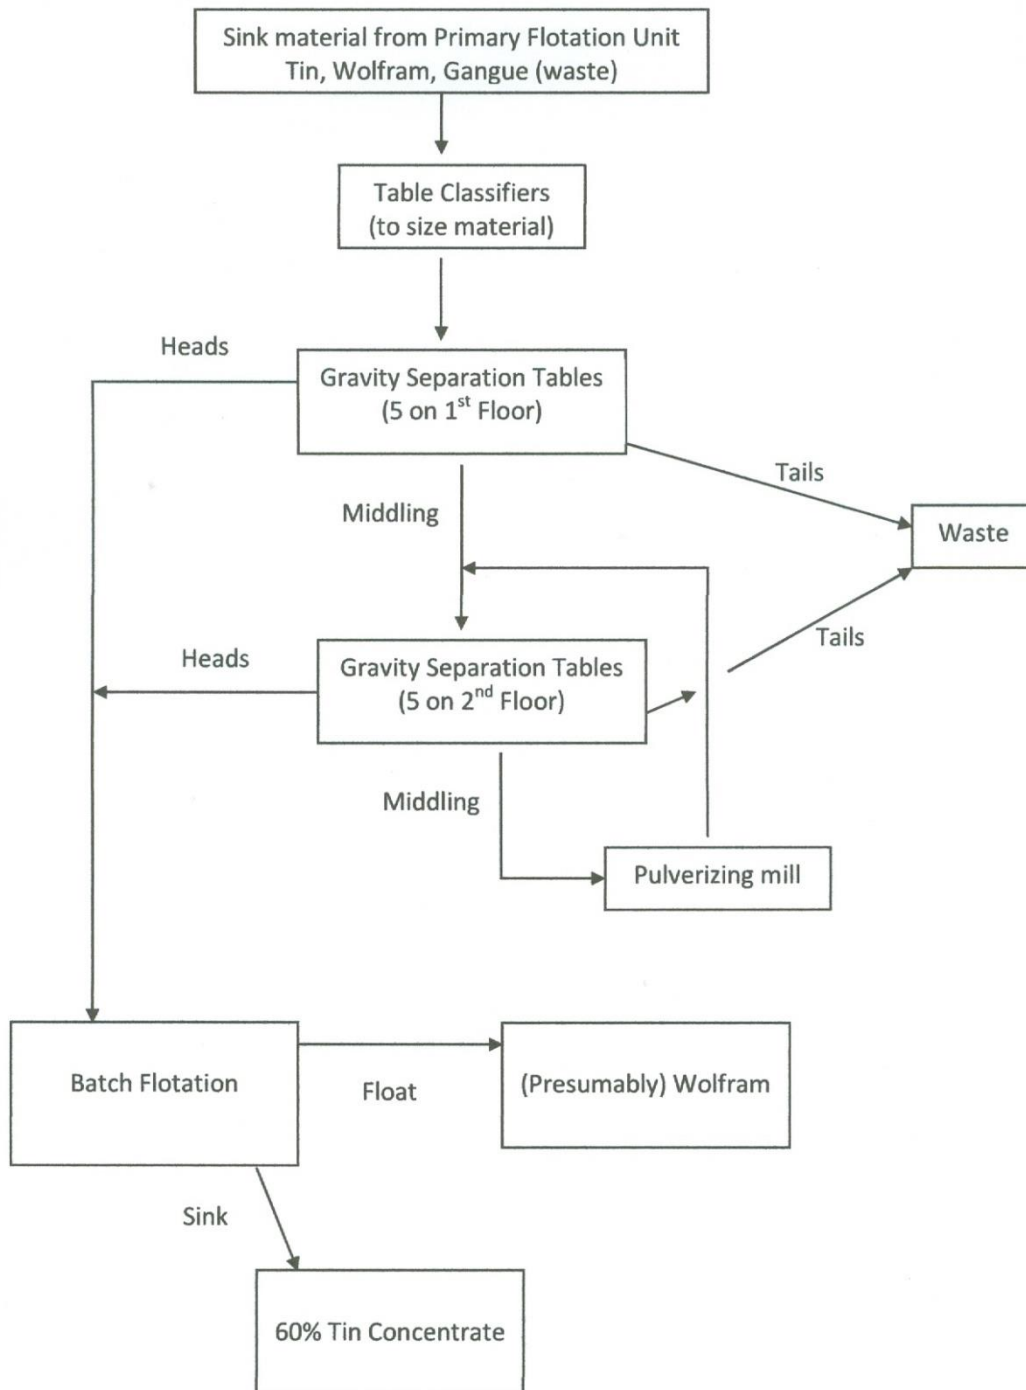 Sink material from Primary Flotation Unit
Tin, Wolfram, Gangue (waste)
Table Classifiers
(to size material)
Heads
Gravity Separation Tables
(5 on 1st Floor)
Tails
Middling
Waste
Tails
Heads
Gravity Separation Tables
(5 on 2nd Floor)
Middling
Pulverizing mill
Batch Flotation
Float
(Presumably) Wolfram
Sink
60% Tin Concentrate